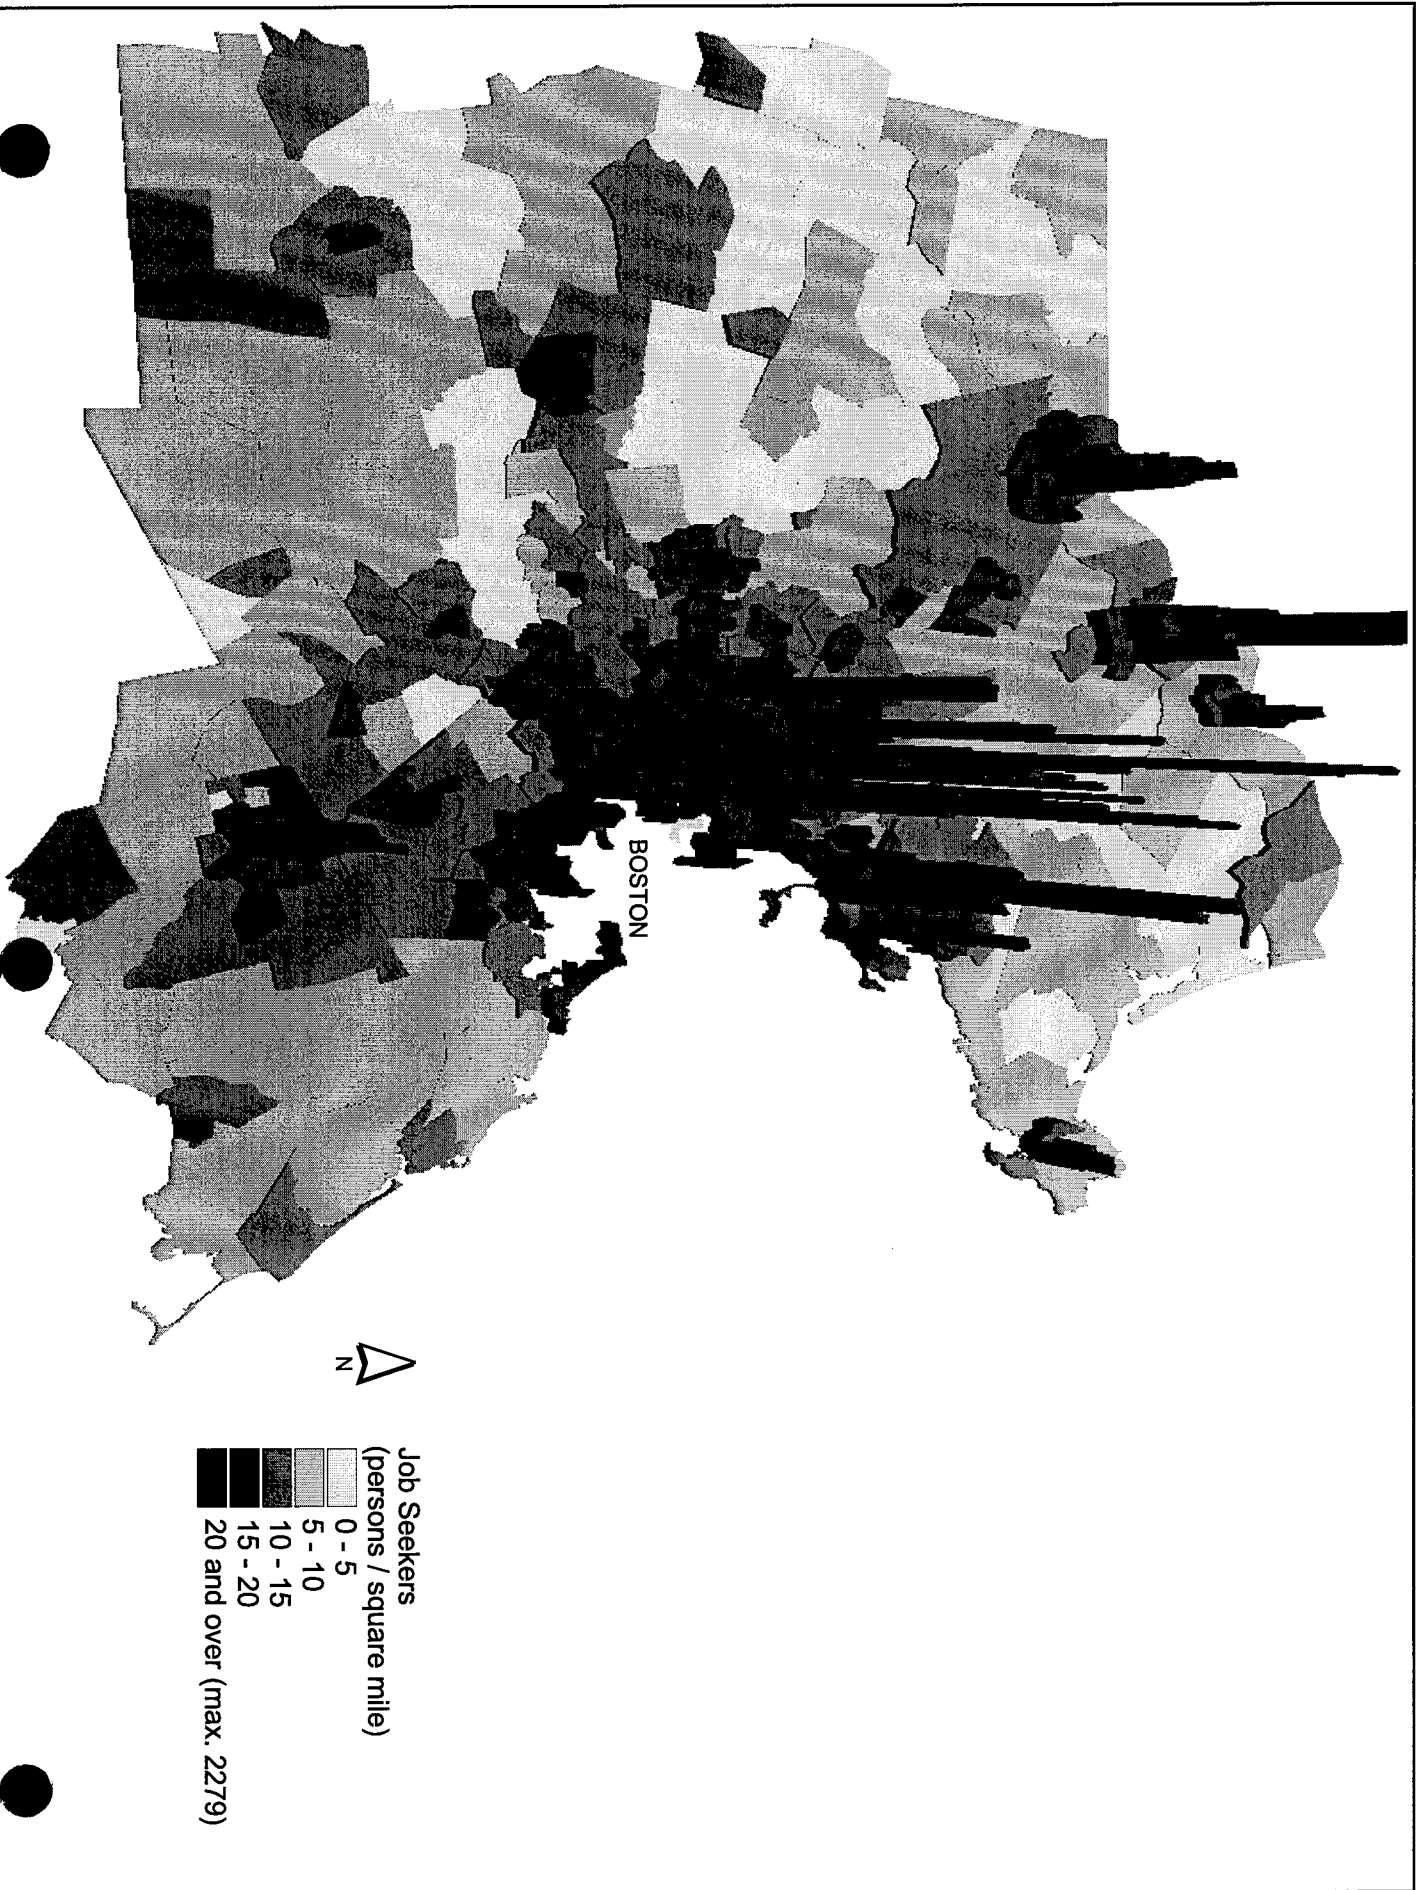 BOSTON
N
Job Seekers
(persons / square mile)
0 - 5
5 - 10
10 - 15
15 - 20
20 and over (max. 2279)